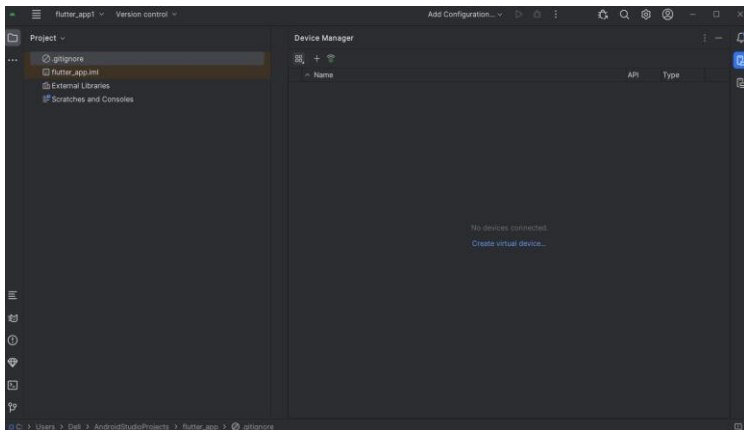 flutter_app1 Version control Add Configuration...
Project
Device Manager
.gitignore
flutter_app.iml
Name API Type
External Libraries
Scratches and Consoles
No devices connected.
Create virtual device...
C: > Users > Dell > AndroidStudioProjects > flutter_app > .gitignore